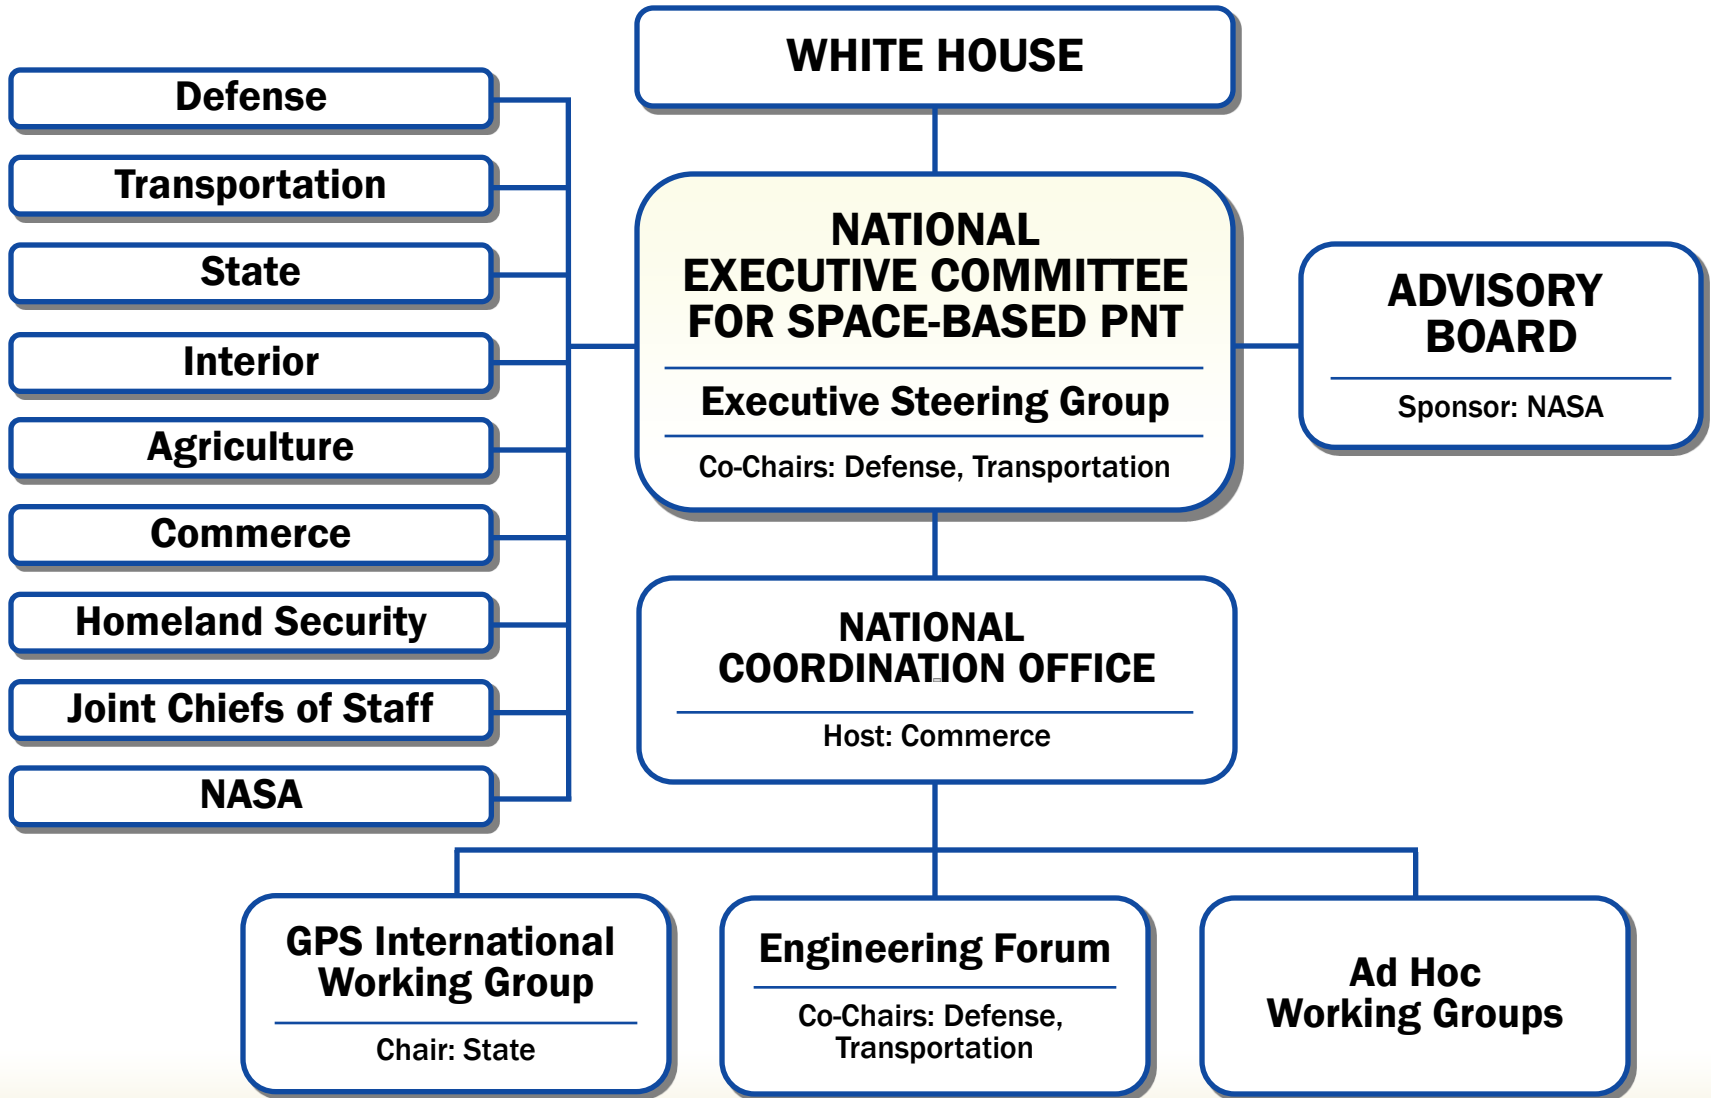 WHITE HOUSE
Defense
Transportation
State
Interior
Agriculture
Commerce
Homeland Security
Joint Chiefs of Staff
NASA
NATIONAL
EXECUTIVE COMMITTEE
FOR SPACE-BASED PNT
Executive Steering Group
Co-Chairs: Defense, Transportation
ADVISORY
BOARD
Sponsor: NASA
NATIONAL
COORDINATION OFFICE
Host: Commerce
GPS International
Working Group
Chair: State
Engineering Forum
Co-Chairs: Defense,
Transportation
Ad Hoc
Working Groups